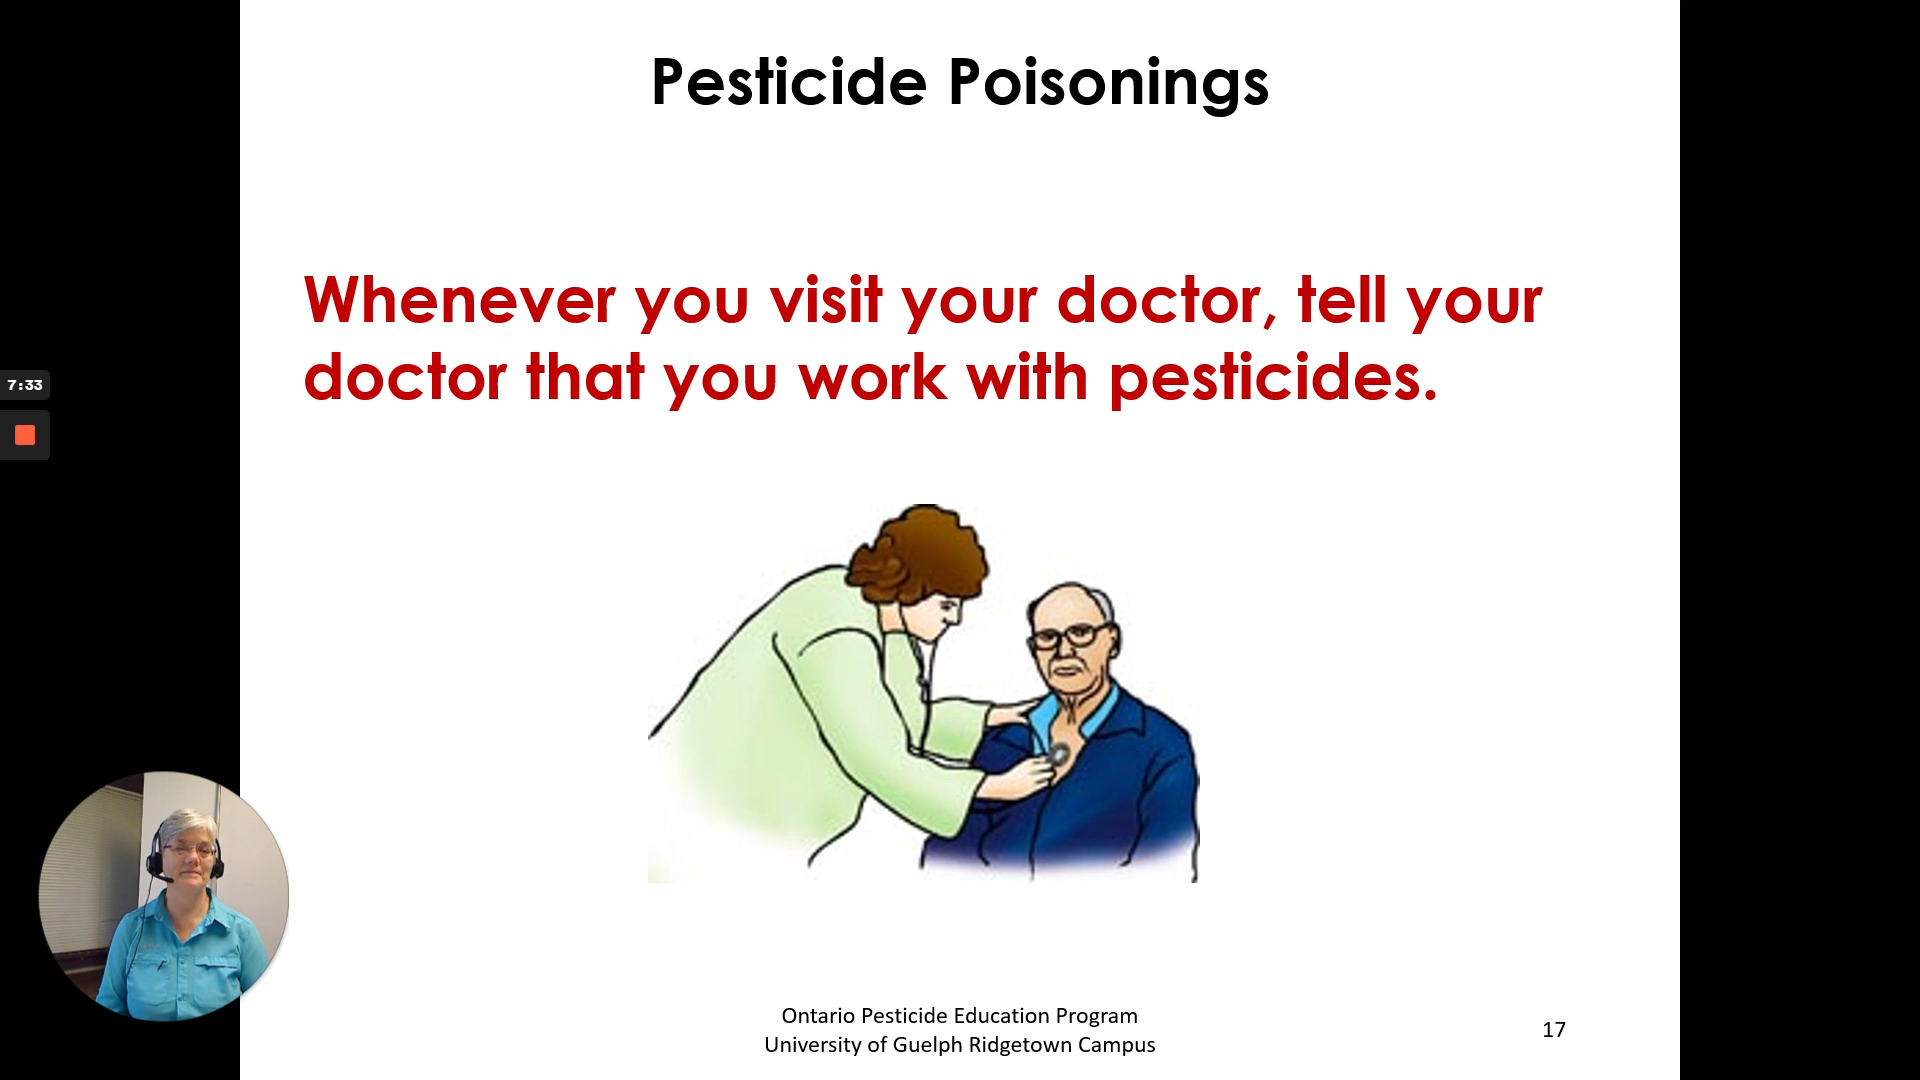 Pesticide Poisonings
Whenever you visit your doctor, tell your
doctor that you work with pesticides.
7:33
Ontario Pesticide Education Program
University of Guelph Ridgetown Campus
17